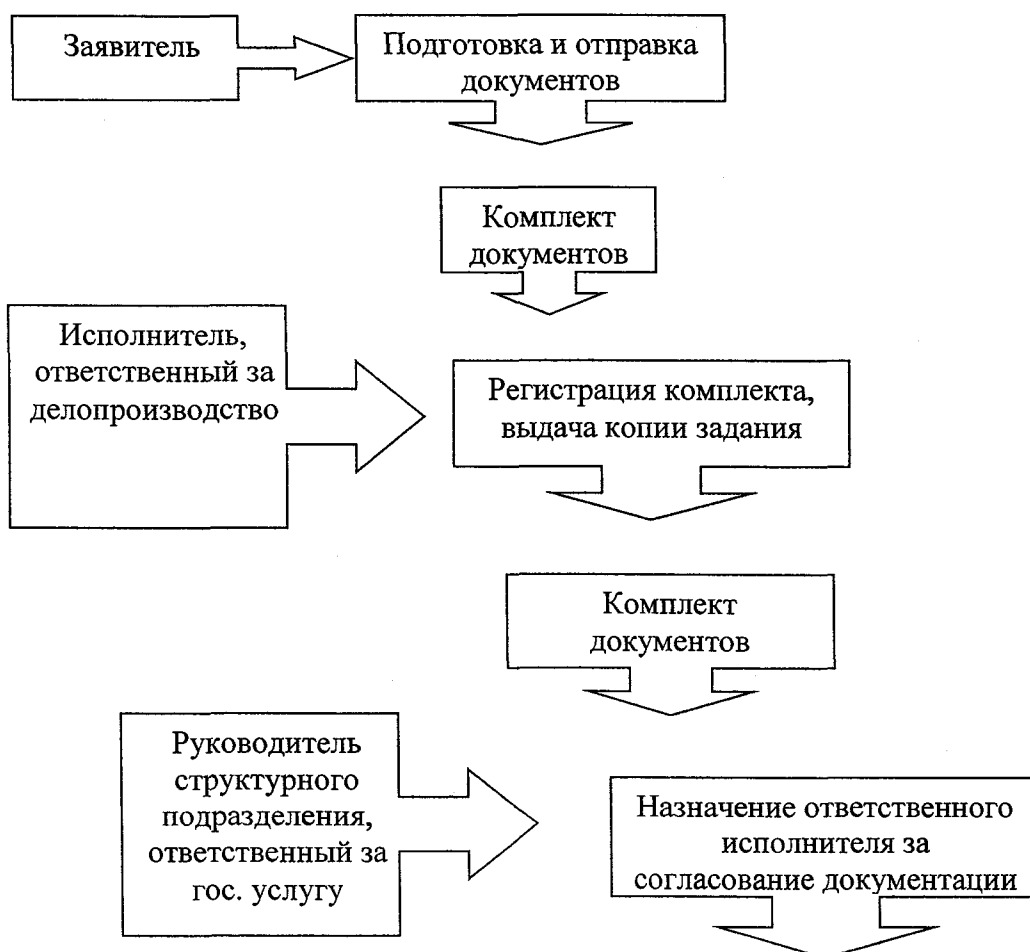 Заявитель
Подготовка и отправка
документов
Комплект
документов
Исполнитель,
ответственный за
делопроизводство
Регистрация комплекта,
выдача копии задания
Комплект
документов
Руководитель
структурного
подразделения,
ответственный за
гос. услугу
Назначение ответственного
исполнителя за
согласование документации